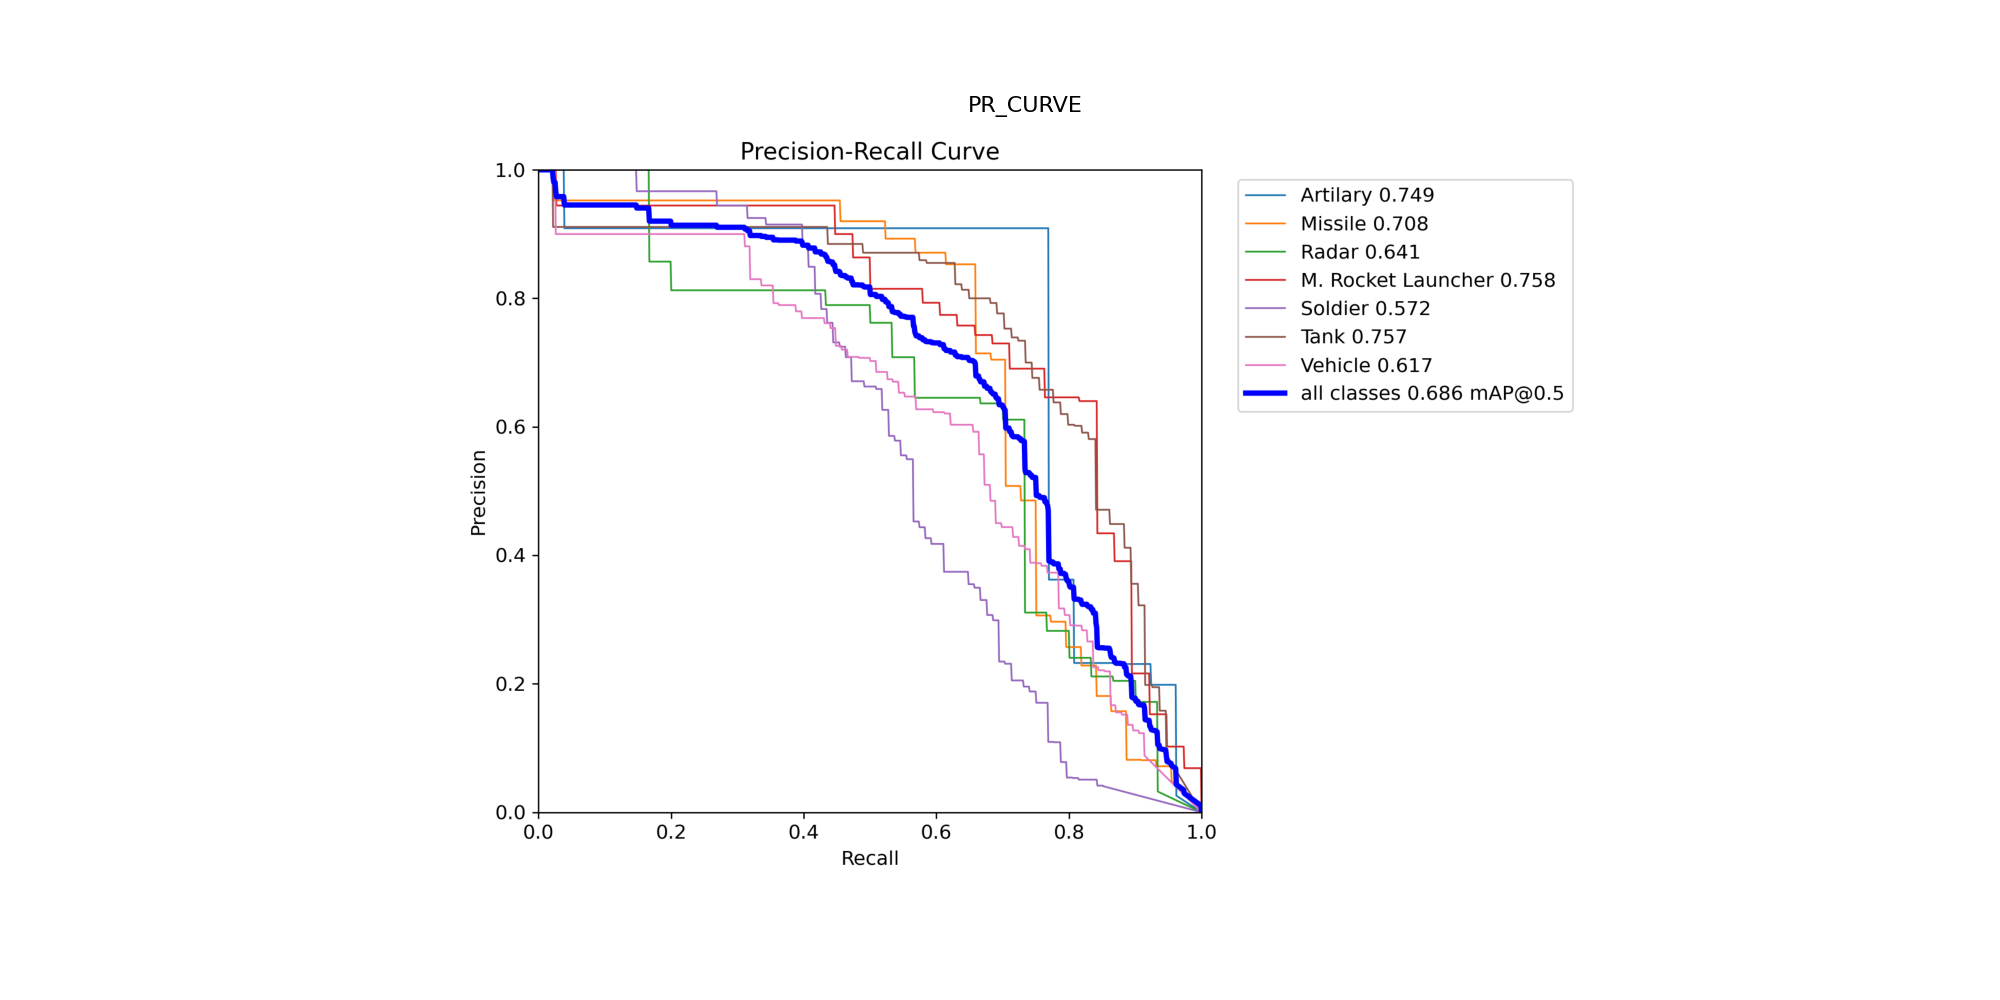 PR_CURVE
Precision-Recall Curve
1.0
0.8
0.6
0.4
0.2
0.0
Precision
0.0 0.2 0.4 0.6 0.8 1.0
Recall
Artilary 0.749
Missile 0.708
Radar 0.641
M. Rocket Launcher 0.758
Soldier 0.572
Tank 0.757
Vehicle 0.617
all classes 0.686 mAP@0.5